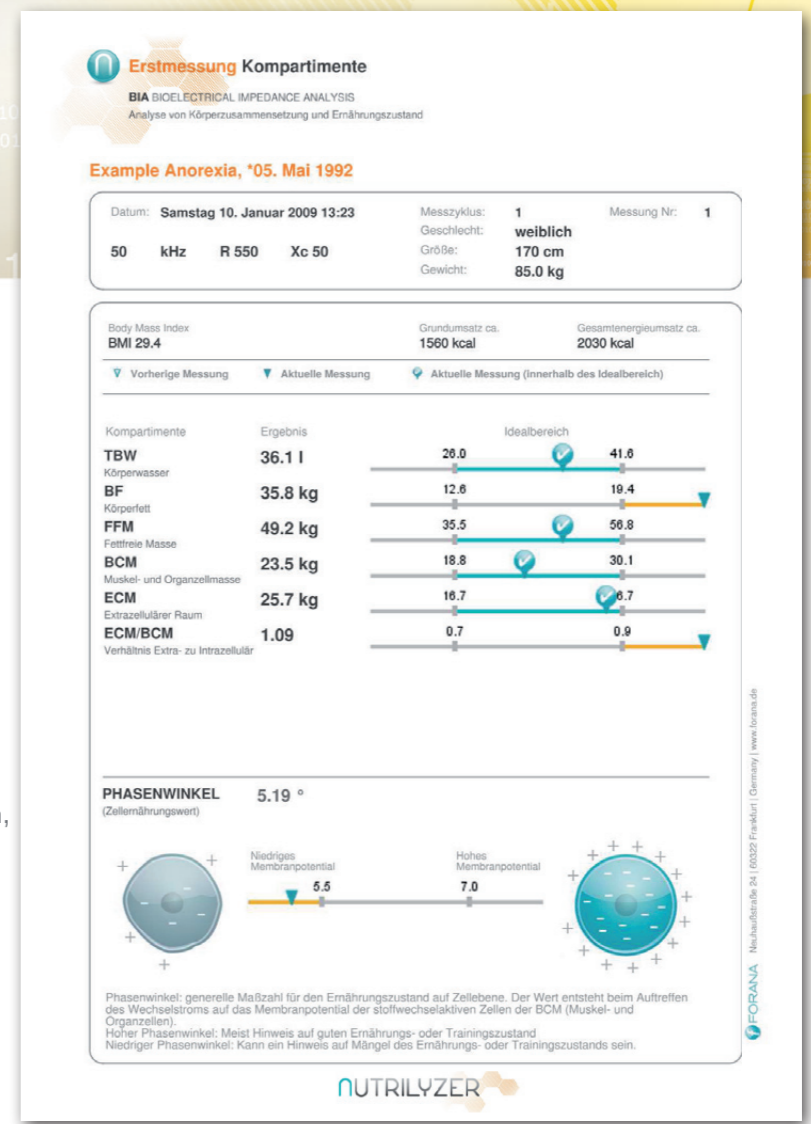 Erstmessung Kompartimente
BIA BIOELECTRICAL IMPEDANCE ANALYSIS
Analyse von Körperzusammensetzung und Ernährungszustand
Example Anorexia, *05. Mai 1992
Datum: Samstag 10. Januar 2009 13:23
50 kHz R 550 Xc 50
Messzyklus: 1 Messung Nr: 1
Geschlecht: weiblich
Größe: 170 cm
Gewicht: 85.0 kg
Body Mass Index Grundumsatz ca. Gesamtenergieumsatz ca.
BMI 29.4 1560 kcal 2030 kcal
Vorherige Messung Aktuelle Messung Aktuelle Messung (innerhalb des Idealbereich)
Kompartimente Ergebnis Idealbereich
TBW 36.1 l 26.0 41.6
Körperwasser
BF 35.8 kg 12.6 19.4
Körperfett
FFM 49.2 kg 35.5 56.8
Fettfreie Masse
BCM 23.5 kg 18.8 30.1
Muskel- und Organzellmasse
ECM 25.7 kg 16.7 6.7
Extrazellulärer Raum
ECM/BCM 1.09 0.7 0.9
Verhältnis Extra- zu Intrazellulär
PHASENWINKEL 5.19 °
(Zellernährungswert)
Niedriges Hohes
Membranpotential Membranpotential
5.5 7.0
Phasenwinkel: generelle Maßzahl für den Ernährungszustand auf Zellebene. Der Wert entsteht beim Auftreffen
des Wechselstroms auf das Membranpotential der stoffwechselaktiven Zellen der BCM (Muskel- und
Organzellen).
Hoher Phasenwinkel: Meist Hinweis auf guten Ernährungs- oder Trainingszustand
Niedriger Phasenwinkel: Kann ein Hinweis auf Mängel des Ernährungs- oder Trainingszustands sein.
FORANA Neuhaußstraße 24 | 60322 Frankfurt | Germany | www.forana.de
NUTRILYZER